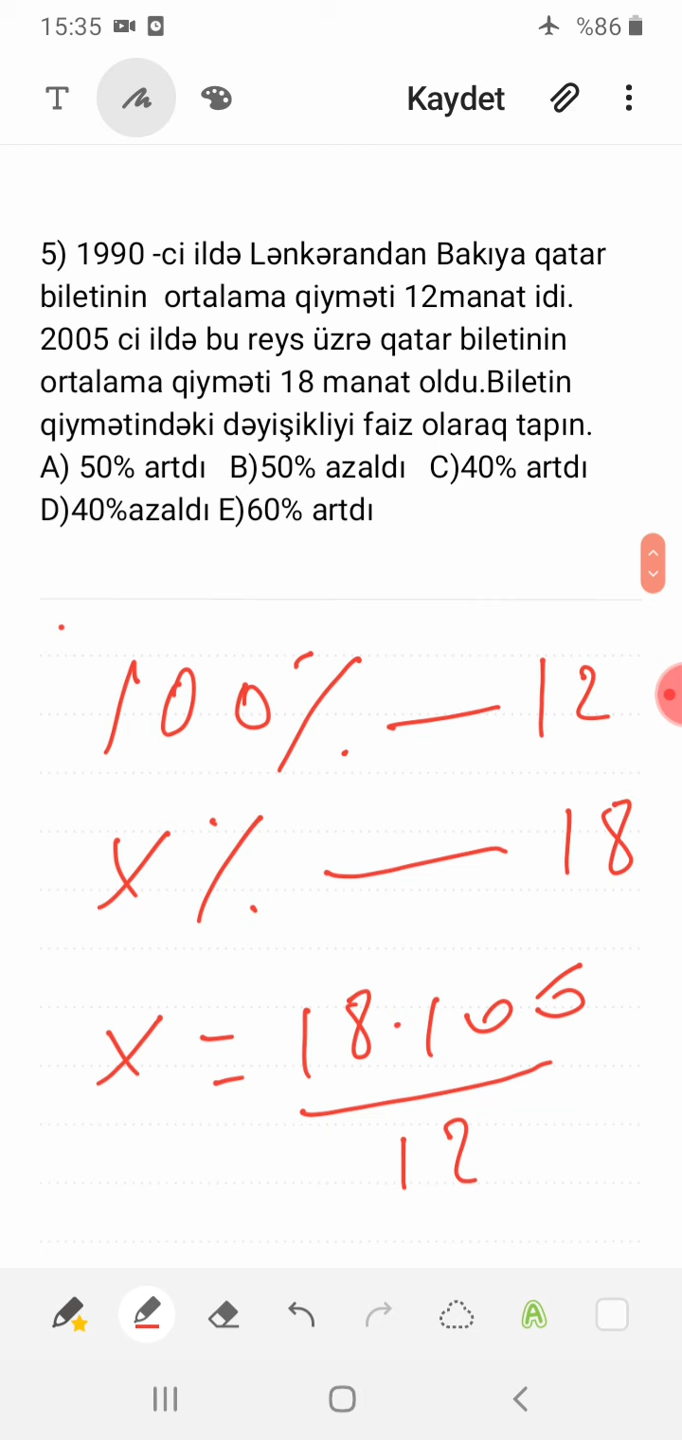 15:35 %86
T Kaydet
5) 1990 -ci ildə Lənkərandan Bakıya qatar
biletinin ortalama qiyməti 12manat idi.
2005 ci ildə bu reys üzrə qatar biletinin
ortalama qiyməti 18 manat oldu.Biletin
qiymətindəki dəyişikliyi faiz olaraq tapın.
A) 50% artdı B)50% azaldı C)40% artdı
D)40%azaldı E)60% artdı
100% — 12
x% — 18
x = 18·100
12
A